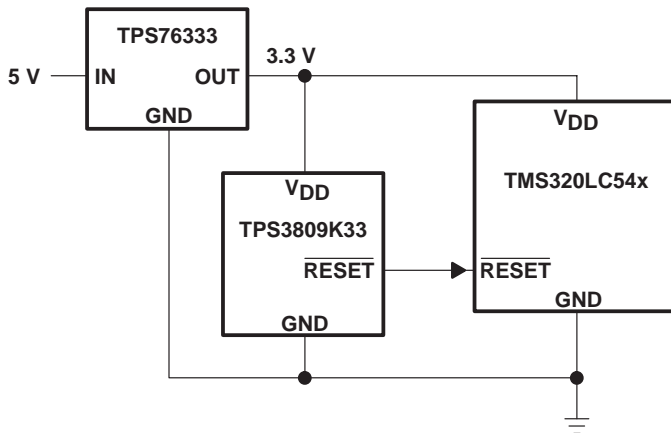 TPS76333
5 V
IN
OUT
3.3 V
GND
VDD
TPS3809K33
RESET
GND
VDD
TMS320LC54x
RESET
GND